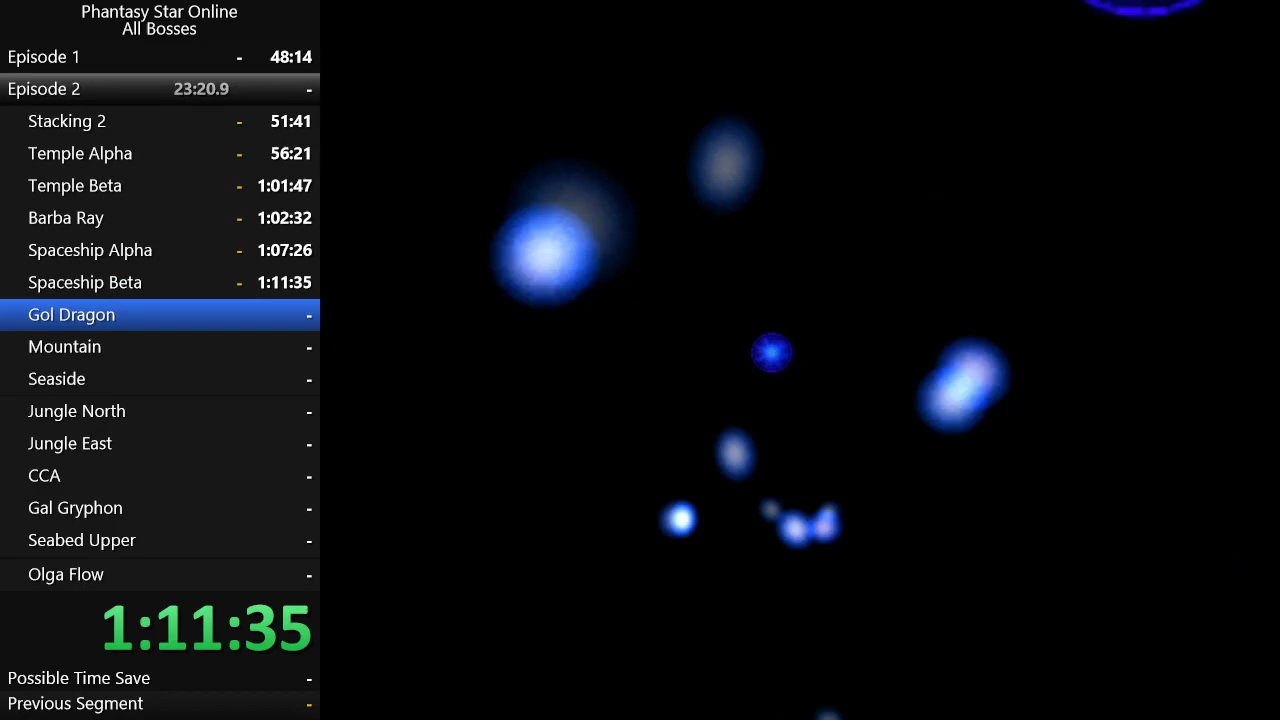 Phantasy Star Online
All Bosses
Episode 1 - 48:14
Episode 2 23:20.9 -
Stacking 2 - 51:41
Temple Alpha - 56:21
Temple Beta - 1:01:47
Barba Ray - 1:02:32
Spaceship Alpha - 1:07:26
Spaceship Beta - 1:11:35
Gol Dragon -
Mountain -
Seaside -
Jungle North -
Jungle East -
CCA -
Gal Gryphon -
Seabed Upper -
Olga Flow -
1:11:35
Possible Time Save -
Previous Segment -